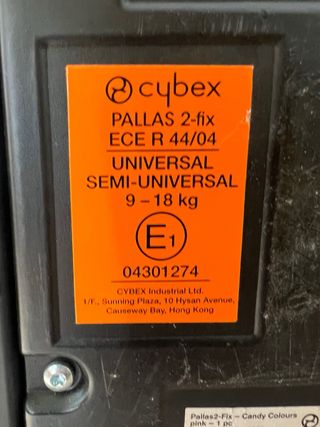 cybex
PALLAS 2-fix
ECE R 44/04
UNIVERSAL
SEMI-UNIVERSAL
9 – 18 kg
E1
04301274
CYBEX Industrial Ltd.
1/F., Sunning Plaza, 10 Hysan Avenue,
Causeway Bay, Hong Kong
Pallas2-Fix – Candy Colours
pink – 1 pc